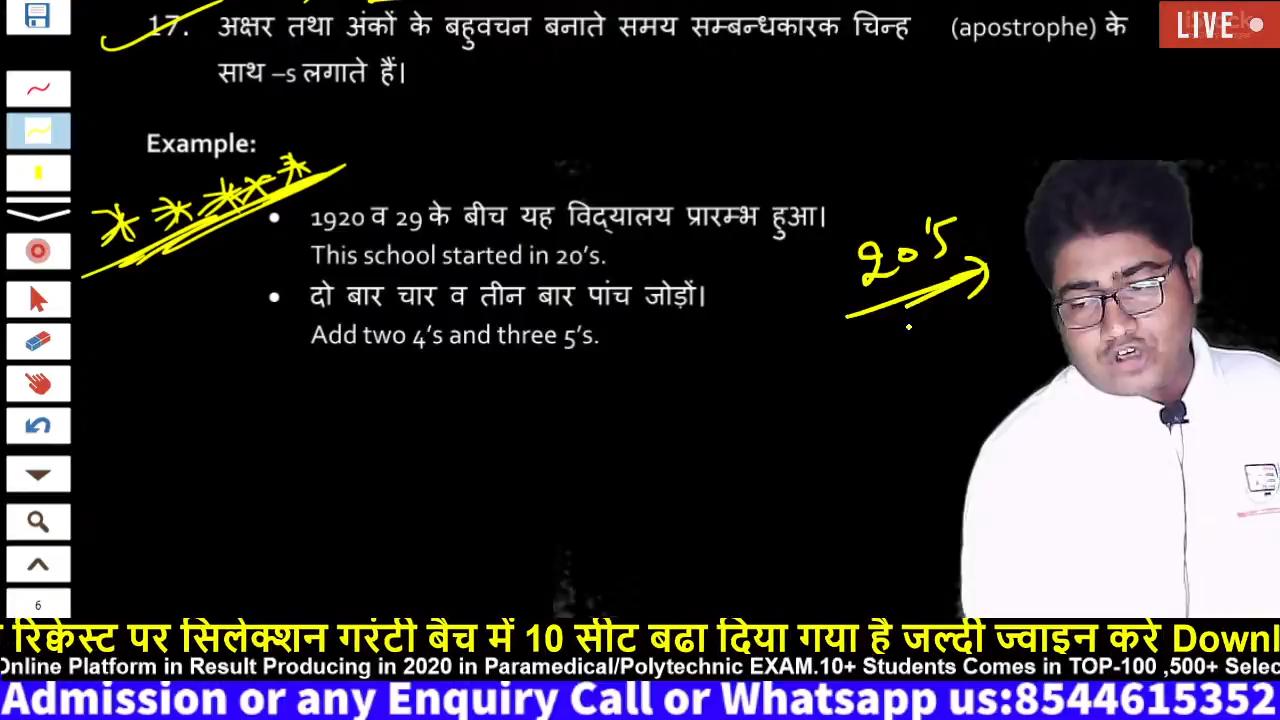 17. अक्षर तथा अंकों के बहुवचन बनाते समय सम्बन्धकारक चिन्ह (apostrophe) के
LIVE
साथ –s लगाते हैं।
Example:
• 1920 व 29 के बीच यह विद्यालय प्रारम्भ हुआ।
This school started in 20's.
20's
• दो बार चार व तीन बार पांच जोड़ों।
Add two 4's and three 5's.
6
रिक्वेस्ट पर सिलेक्शन गारंटी बैच में 10 सीट बढा दिया गया है जल्दी ज्वाइन करे Downl
Online Platform in Result Producing in 2020 in Paramedical/Polytechnic EXAM.10+ Students Comes in TOP-100 ,500+ Selec
Admission or any Enquiry Call or Whatsapp us:8544615352